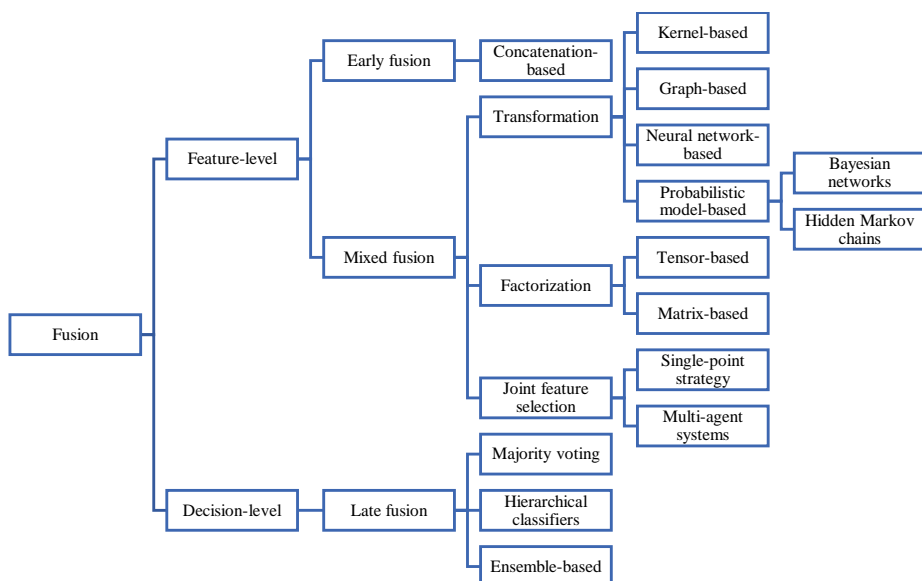 Fusion
Feature-level
Early fusion
Concatenation-
based
Mixed fusion
Transformation
Kernel-based
Graph-based
Neural network-
based
Probabilistic
model-based
Bayesian
networks
Hidden Markov
chains
Factorization
Tensor-based
Matrix-based
Joint feature
selection
Single-point
strategy
Multi-agent
systems
Decision-level
Late fusion
Majority voting
Hierarchical
classifiers
Ensemble-based